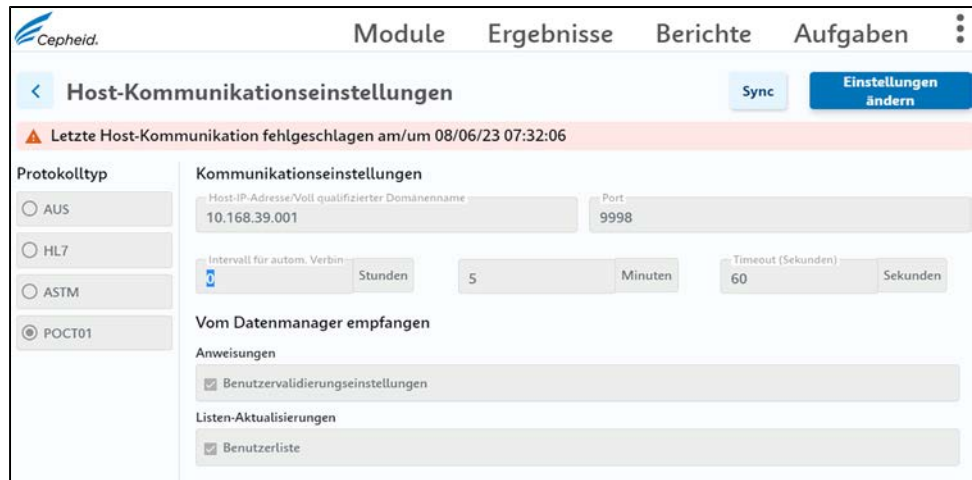 Cepheid.
Module Ergebnisse Berichte Aufgaben
Host-Kommunikationseinstellungen
Sync
Einstellungen
ändern
Letzte Host-Kommunikation fehlgeschlagen am/um 08/06/23 07:32:06
Protokolltyp
AUS
HL7
ASTM
POCT01
Kommunikationseinstellungen
Host-IP-Adresse/Voll qualifizierter Domänenname
10.168.39.001
Port
9998
Intervall für autom. Verbin
0 Stunden
5 Minuten
Timeout (Sekunden)
60 Sekunden
Vom Datenmanager empfangen
Anweisungen
Benutzervalidierungseinstellungen
Listen-Aktualisierungen
Benutzerliste